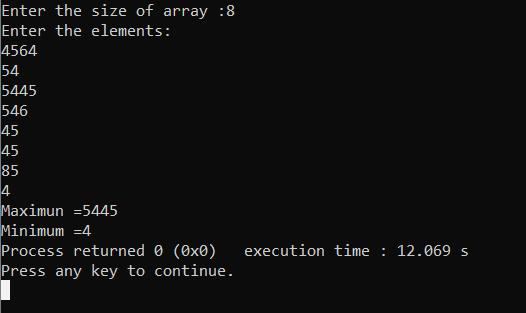 Enter the size of array :8
Enter the elements:
4564
54
5445
546
45
45
85
4
Maximun =5445
Minimum =4
Process returned 0 (0x0)   execution time : 12.069 s
Press any key to continue.